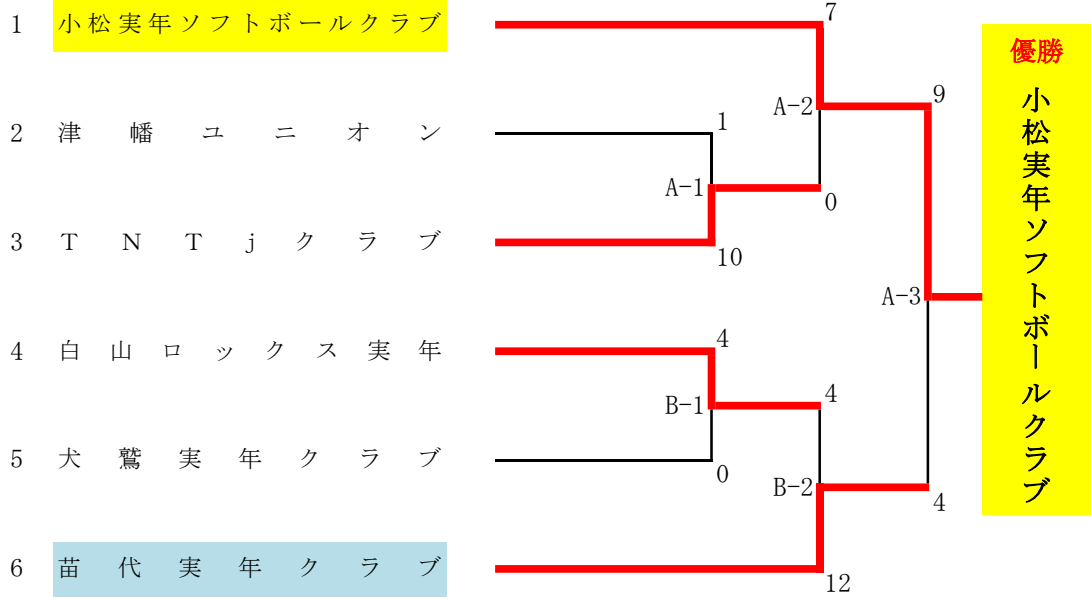 1 小松実年ソフトボールクラブ
7
優勝
小松実年ソフトボールクラブ
A-2
9
2 津幡ユニオン
1
A-1
0
3 TNTjクラブ
10
A-3
4 白山ロックス実年
4
B-1
4
5 犬鷲実年クラブ
0
B-2
4
6 苗代実年クラブ
12